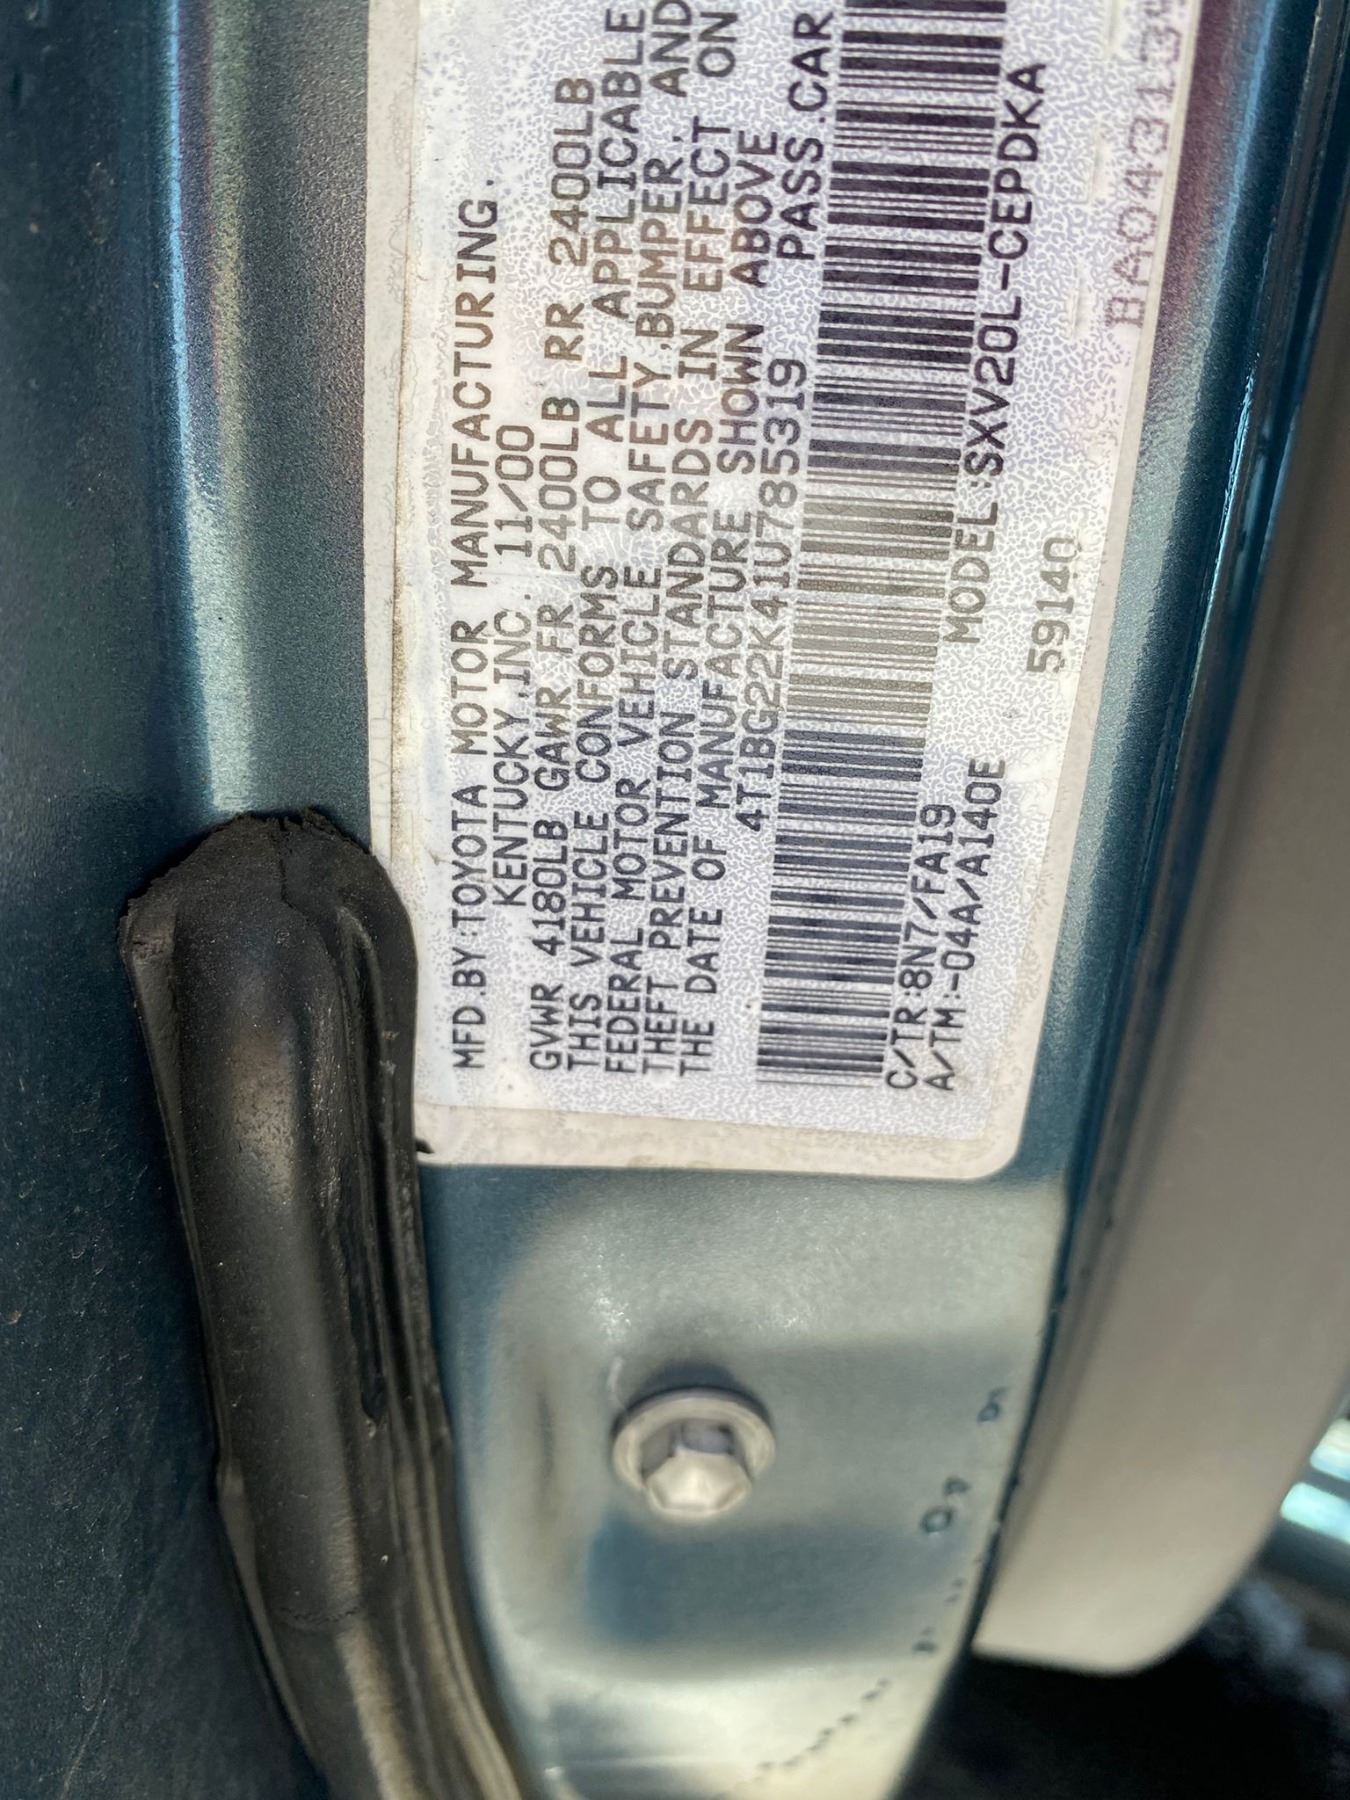 MFD.BY:TOYOTA MOTOR MANUFACTURING.
KENTUCKY,INC. 11/00
GVWR 4180LB GAWR FR 2400LB RR 2400LB
THIS VEHICLE CONFORMS TO ALL APPLICABLE
FEDERAL MOTOR VEHICLE SAFETY,BUMPER, AND
THEFT PREVENTION STANDARDS IN EFFECT ON
THE DATE OF MANUFACTURE SHOWN ABOVE
4T1BG22K41U785319 PASS.CAR
C/TR:8N7/FA19 MODEL:SXV20L-CEPDKA
A/TM:-04A/A140E 59140